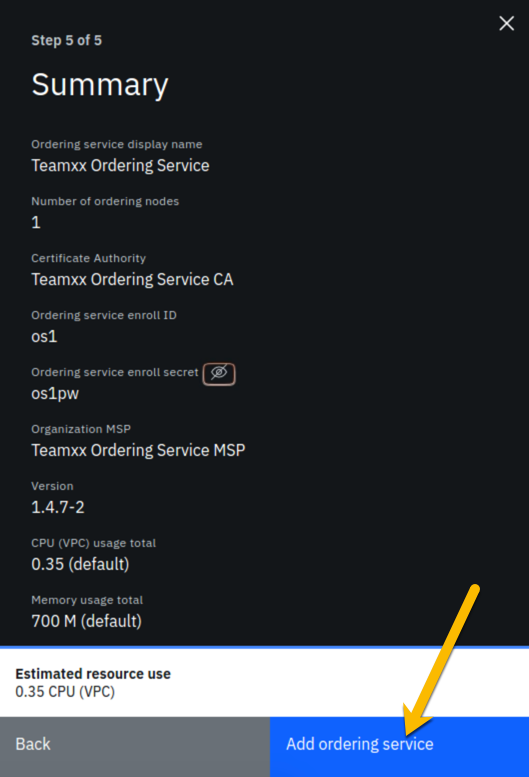 Step 5 of 5
Summary
Ordering service display name
Teamxx Ordering Service
Number of ordering nodes
1
Certificate Authority
Teamxx Ordering Service CA
Ordering service enroll ID
os1
Ordering service enroll secret
os1pw
Organization MSP
Teamxx Ordering Service MSP
Version
1.4.7-2
CPU (VPC) usage total
0.35 (default)
Memory usage total
700 M (default)
Estimated resource use
0.35 CPU (VPC)
Back
Add ordering service